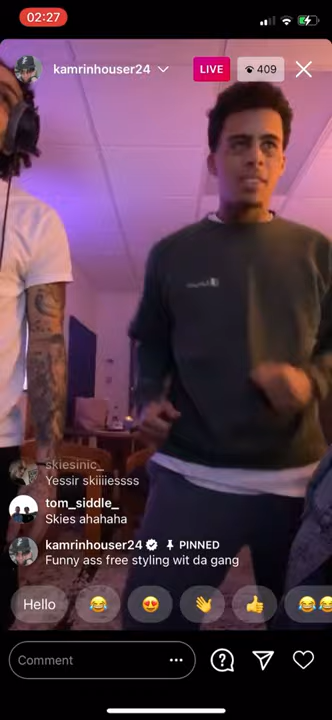 02:27
kamrinhouser24
LIVE
409
skiesinic_
Yessir skiiiiessss
tom_siddle_
Skies ahahaha
kamrinhouser24 PINNED
Funny ass free styling wit da gang
Hello
Comment